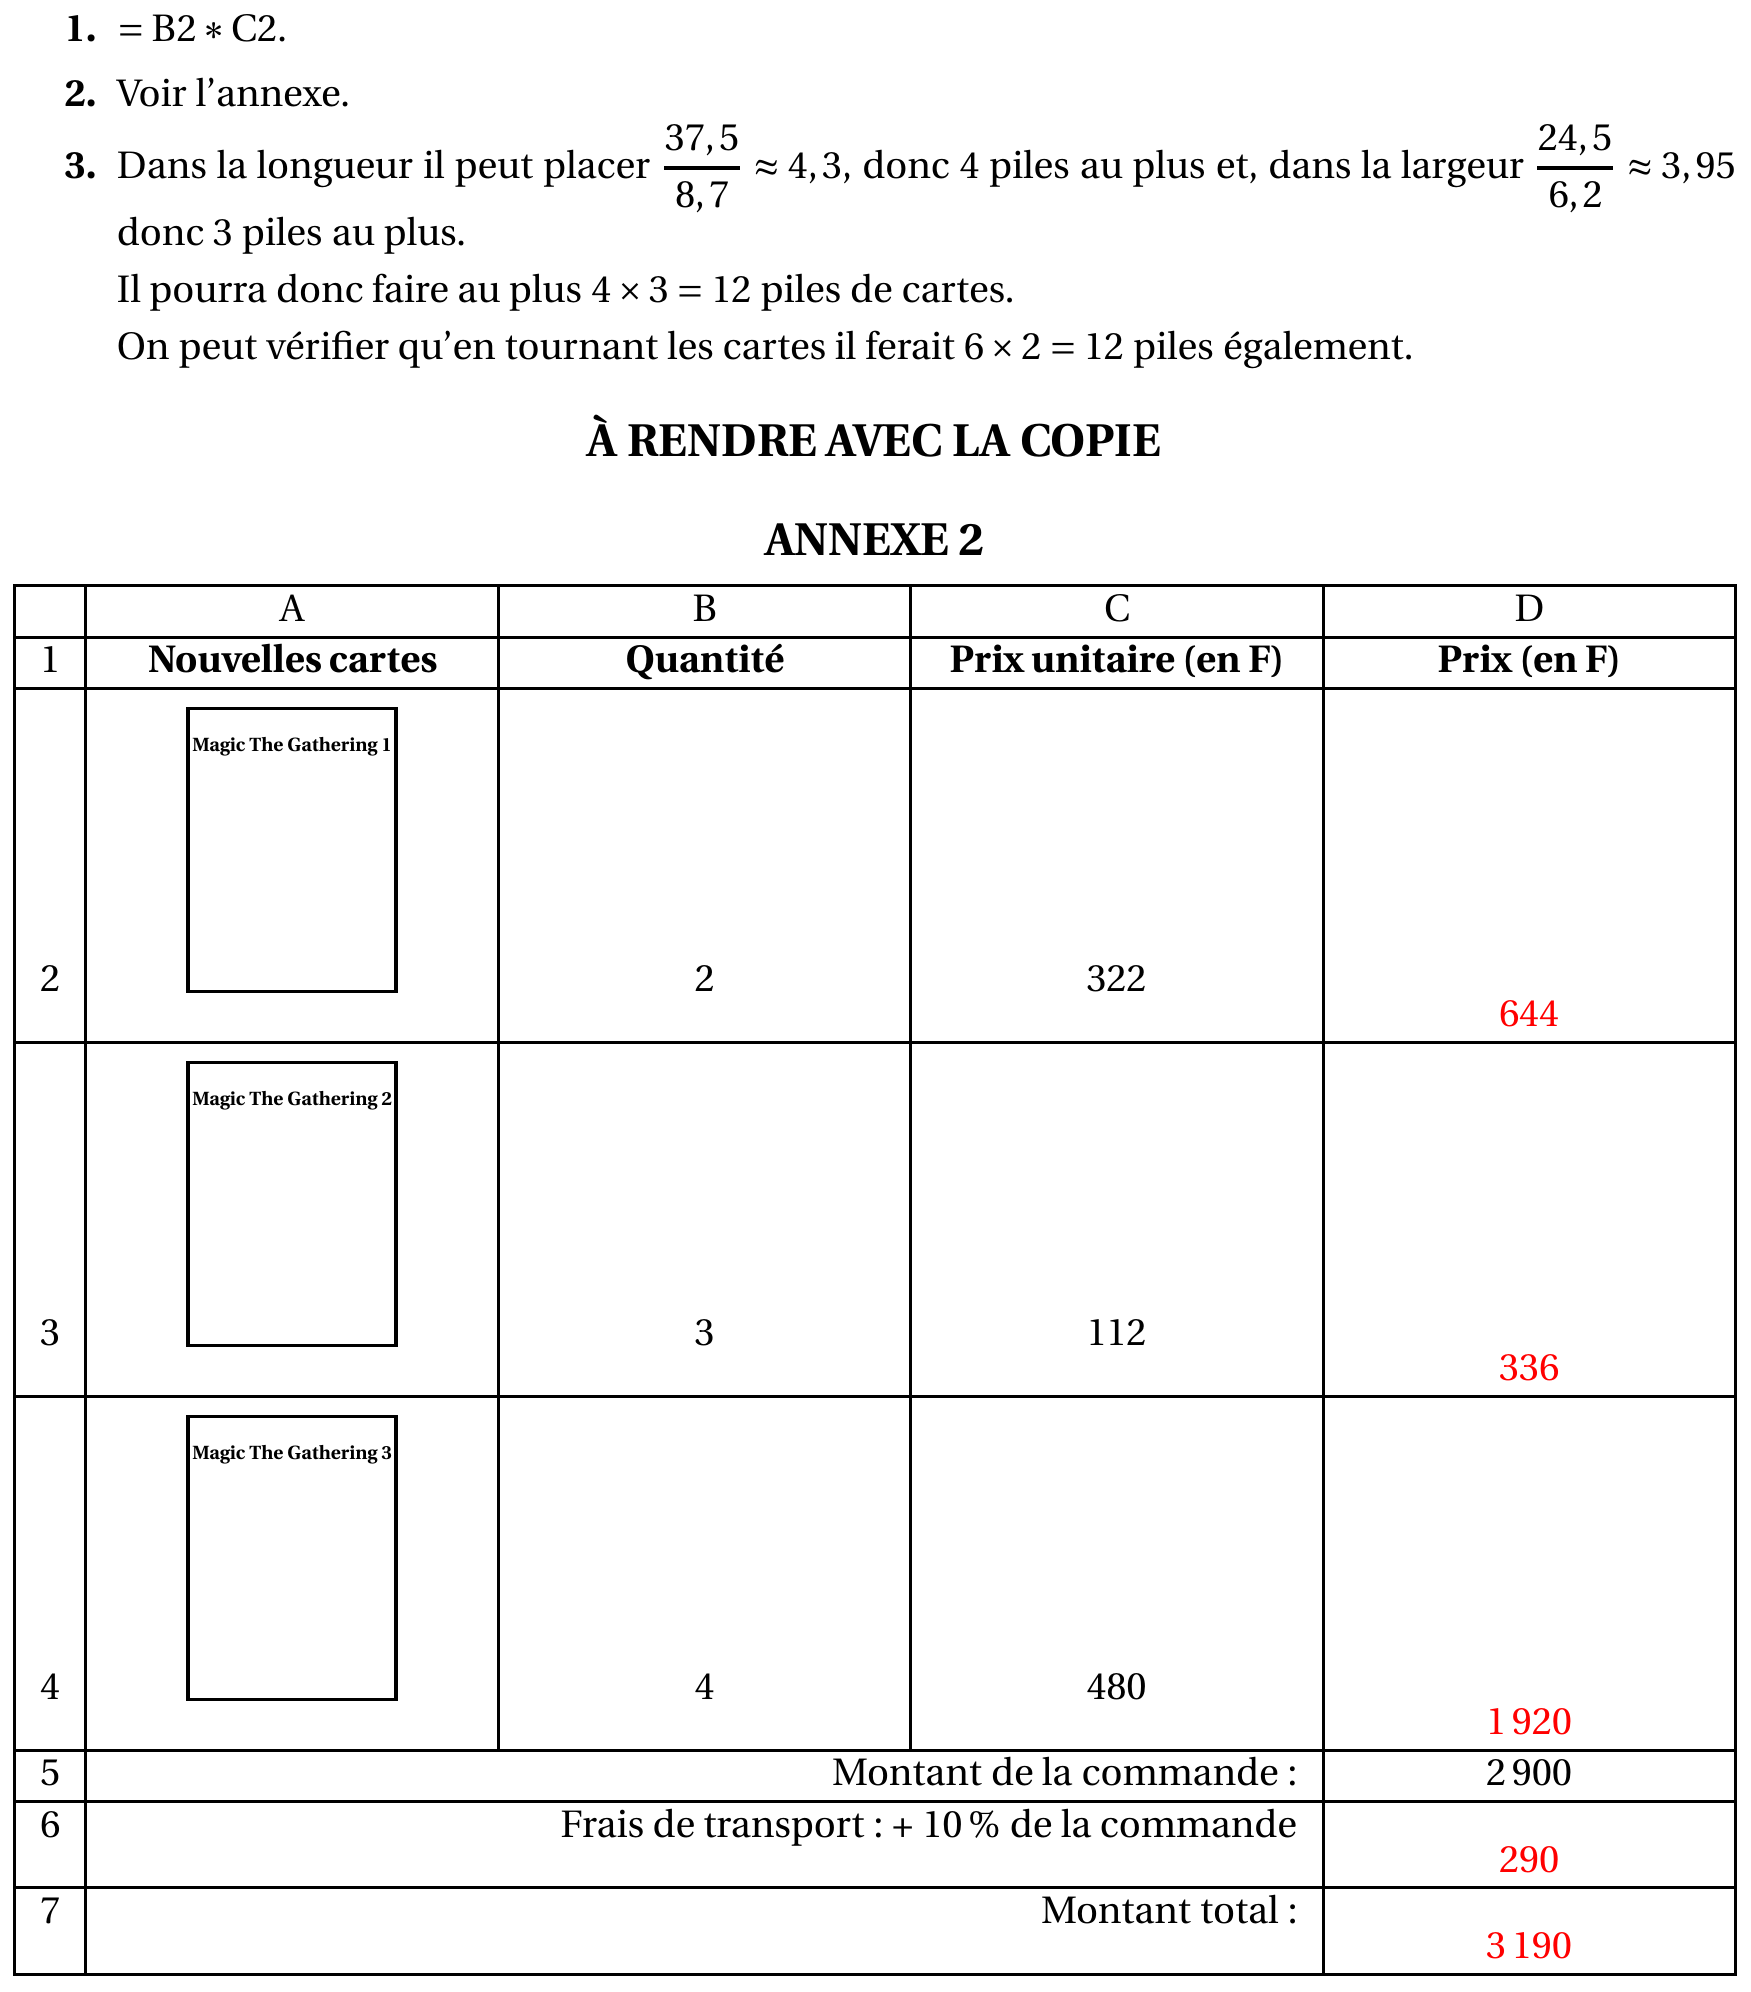 1. = B2 ∗ C2.
2. Voir l’annexe.
3. Dans la longueur il peut placer 37,5/8,7 ≈ 4,3, donc 4 piles au plus et, dans la largeur 24,5/6,2 ≈ 3,95
donc 3 piles au plus.
Il pourra donc faire au plus 4 × 3 = 12 piles de cartes.
On peut vérifier qu’en tournant les cartes il ferait 6 × 2 = 12 piles également.
À RENDRE AVEC LA COPIE
ANNEXE 2
A B C D
1 Nouvelles cartes Quantité Prix unitaire (en F) Prix (en F)
Magic The Gathering 1
2 2 322
644
Magic The Gathering 2
3 3 112
336
Magic The Gathering 3
4 4 480
1 920
5 Montant de la commande : 2 900
6 Frais de transport : + 10 % de la commande
290
7 Montant total :
3 190